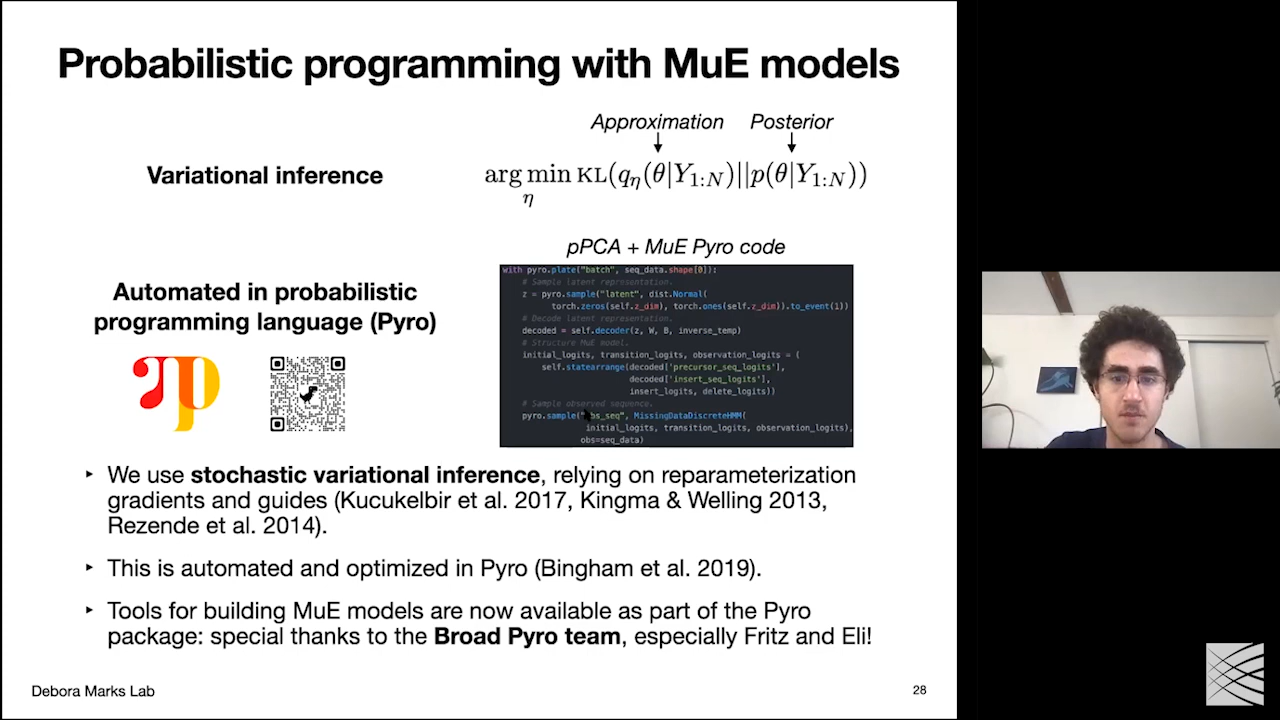 Probabilistic programming with MuE models
Approximation Posterior
Variational inference
arg min KL(qη(θ|Y1:N)||p(θ|Y1:N))
η
pPCA + MuE Pyro code
with pyro.plate("batch", seq_data.shape[0]):
# Sample latent representation.
z = pyro.sample("latent", dist.Normal(
torch.zeros(self.z_dim), torch.ones(self.z_dim)).to_event(1))
# Decode latent representation.
decoded = self.decoder(z, W, B, inverse_temp)
# Structure MuE model.
initial_logits, transition_logits, observation_logits = (
self.statearrange(decoded['precursor_seq_logits'],
decoded['insert_seq_logits'],
insert_logits, delete_logits))
# Sample observed sequence.
pyro.sample("obs_seq", MissingDataDiscreteHMM(
initial_logits, transition_logits, observation_logits),
obs=seq_data)
Automated in probabilistic
programming language (Pyro)
‣ We use stochastic variational inference, relying on reparameterization
gradients and guides (Kucukelbir et al. 2017, Kingma & Welling 2013,
Rezende et al. 2014).
‣ This is automated and optimized in Pyro (Bingham et al. 2019).
‣ Tools for building MuE models are now available as part of the Pyro
package: special thanks to the Broad Pyro team, especially Fritz and Eli!
Debora Marks Lab
28